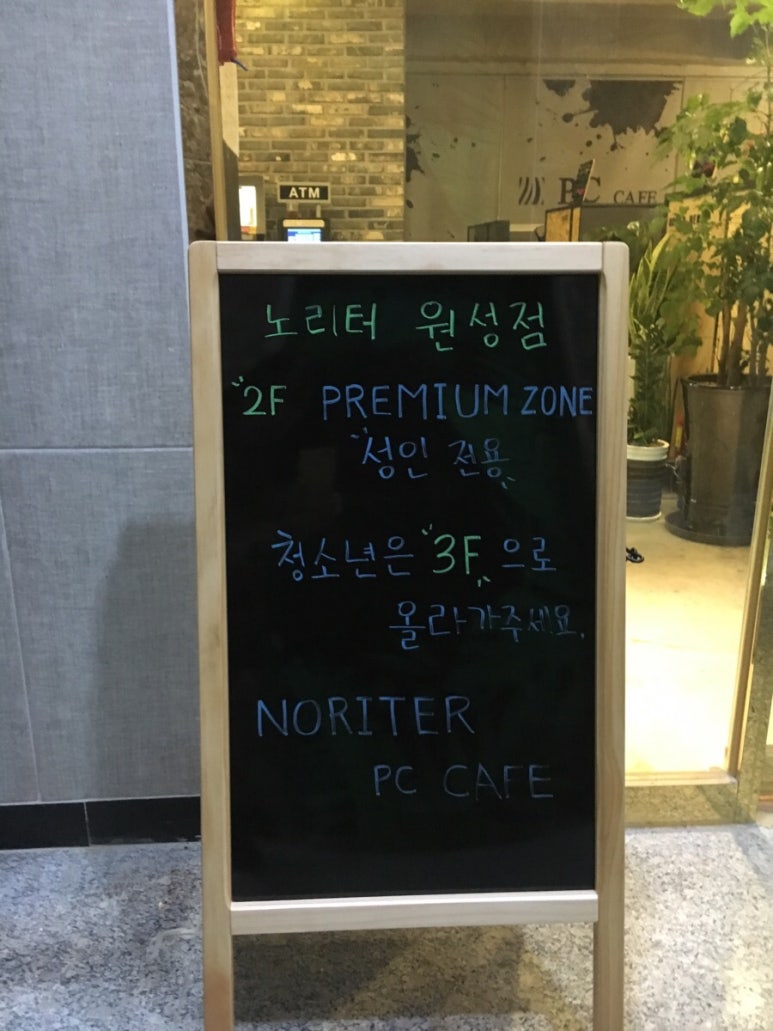 ATM
PC CAFE
노리터 원성점
"2F PREMIUM ZONE
"성인 전용"
청소년은 "3F"으로
올라가주세요.
NORITER
PC CAFE